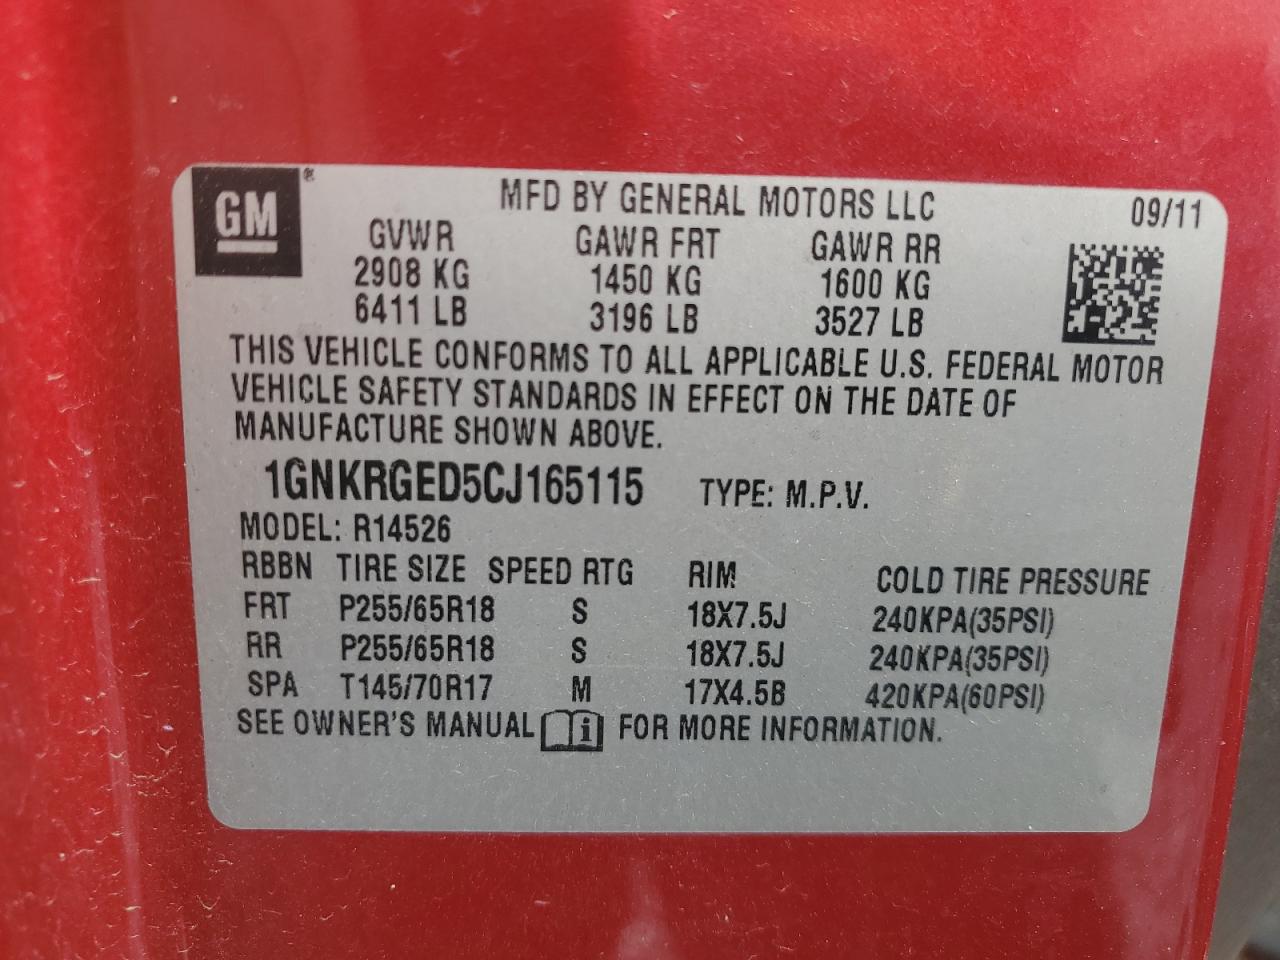 GM® MFD BY GENERAL MOTORS LLC 09/11
GVWR GAWR FRT GAWR RR
2908 KG 1450 KG 1600 KG
6411 LB 3196 LB 3527 LB
THIS VEHICLE CONFORMS TO ALL APPLICABLE U.S. FEDERAL MOTOR
VEHICLE SAFETY STANDARDS IN EFFECT ON THE DATE OF
MANUFACTURE SHOWN ABOVE.
1GNKRGED5CJ165115 TYPE: M.P.V.
MODEL: R14526
RBBN TIRE SIZE SPEED RTG RIM COLD TIRE PRESSURE
FRT P255/65R18 S 18X7.5J 240KPA(35PSI)
RR P255/65R18 S 18X7.5J 240KPA(35PSI)
SPA T145/70R17 M 17X4.5B 420KPA(60PSI)
SEE OWNER'S MANUAL i FOR MORE INFORMATION.